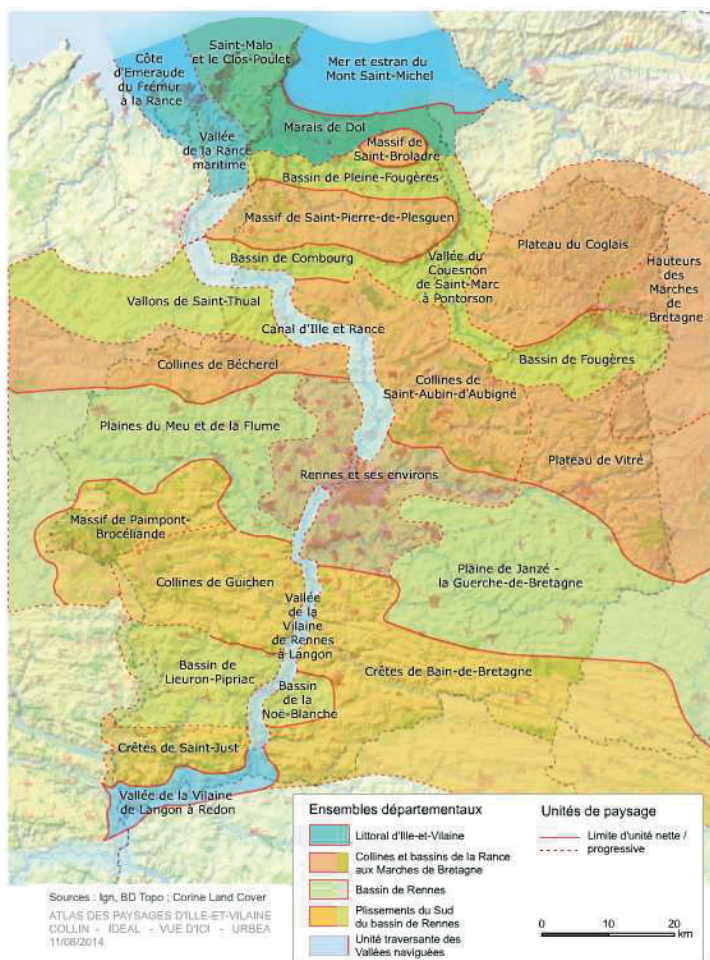 Saint-Malo
et le Clos-Poulet
Côte
d'Emeraude
du Frémur
à la Rance
Mer et estran du
Mont Saint-Michel
Vallée
de la Rance
maritime
Marais de Dol
Massif de
Saint-Broladre
Bassin de Pleine-Fougères
Massif de Saint-Pierre-de-Plesguen
Plateau du Coglais
Hauteurs
des
Marches
de
Bretagne
Bassin de Combourg
Vallée du
Couesnon
de Saint-Marc
à Pontorson
Vallons de Saint-Thual
Canal d'Ille et Rance
Collines de Bécherel
Bassin de Fougères
Collines de
Saint-Aubin-d'Aubigné
Plaines du Meu et de la Flume
Plateau de Vitré
Rennes et ses environs
Massif de Paimpont-
Brocéliande
Plaine de Janzé -
la Guerche-de-Bretagne
Collines de Guichen
Vallée
de la
Vilaine
de Rennes
à Langon
Bassin de
Lieuron-Pipriac
Crêtes de Bain-de-Bretagne
Bassin
de la
Noë-Blanche
Crêtes de Saint-Just
Vallée de la Vilaine
de Langon à Redon
Ensembles départementaux
Littoral d'Ille-et-Vilaine
Collines et bassins de la Rance
aux Marches de Bretagne
Bassin de Rennes
Plissements du Sud
du bassin de Rennes
Unité traversante des
Vallées naviguées
Unités de paysage
Limite d'unité nette /
progressive
0 10 20
km
Sources : Ign, BD Topo ; Corine Land Cover
ATLAS DES PAYSAGES D'ILLE-ET-VILAINE
COLLIN - IDEAL - VUE D'ICI - URBEA
11/08/2014